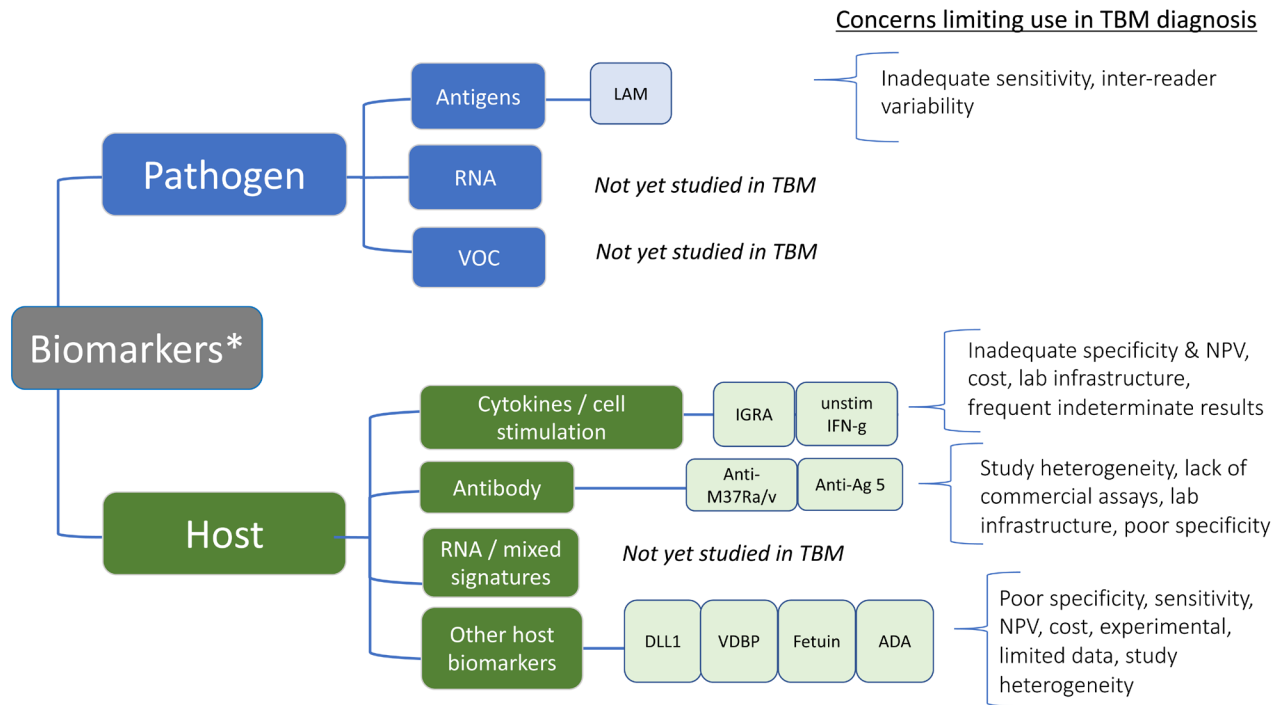 Concerns limiting use in TBM diagnosis
Antigens
LAM
Inadequate sensitivity, inter-reader
variability
Pathogen
RNA
Not yet studied in TBM
VOC
Not yet studied in TBM
Biomarkers*
Cytokines / cell
stimulation
IGRA
unstim
IFN-g
Inadequate specificity & NPV,
cost, lab infrastructure,
frequent indeterminate results
Antibody
Anti-
M37Ra/v
Anti-Ag 5
Study heterogeneity, lack of
commercial assays, lab
infrastructure, poor specificity
Host
RNA / mixed
signatures
Not yet studied in TBM
Other host
biomarkers
DLL1
VDBP
Fetuin
ADA
Poor specificity, sensitivity,
NPV, cost, experimental,
limited data, study
heterogeneity